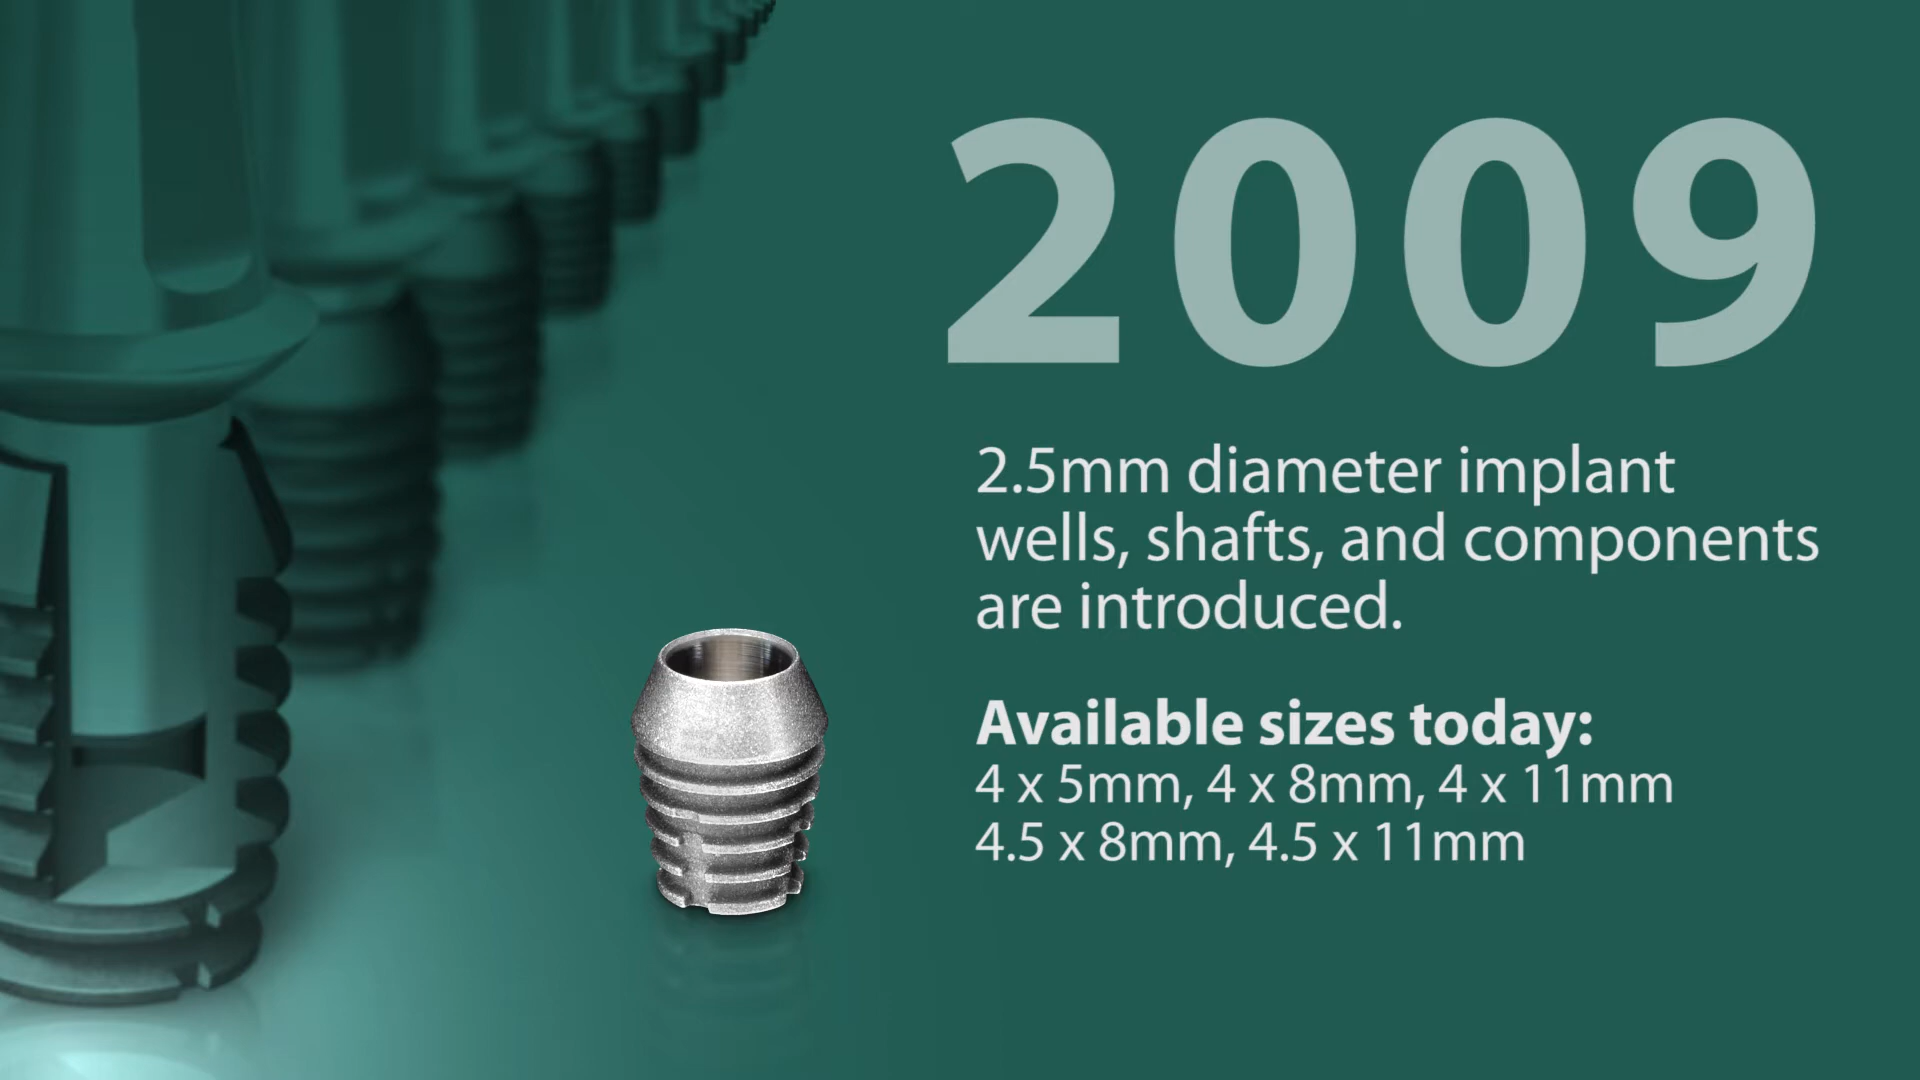 2009
2.5mm diameter implant
wells, shafts, and components
are introduced.
Available sizes today:
4 x 5mm, 4 x 8mm, 4 x 11mm
4.5 x 8mm, 4.5 x 11mm